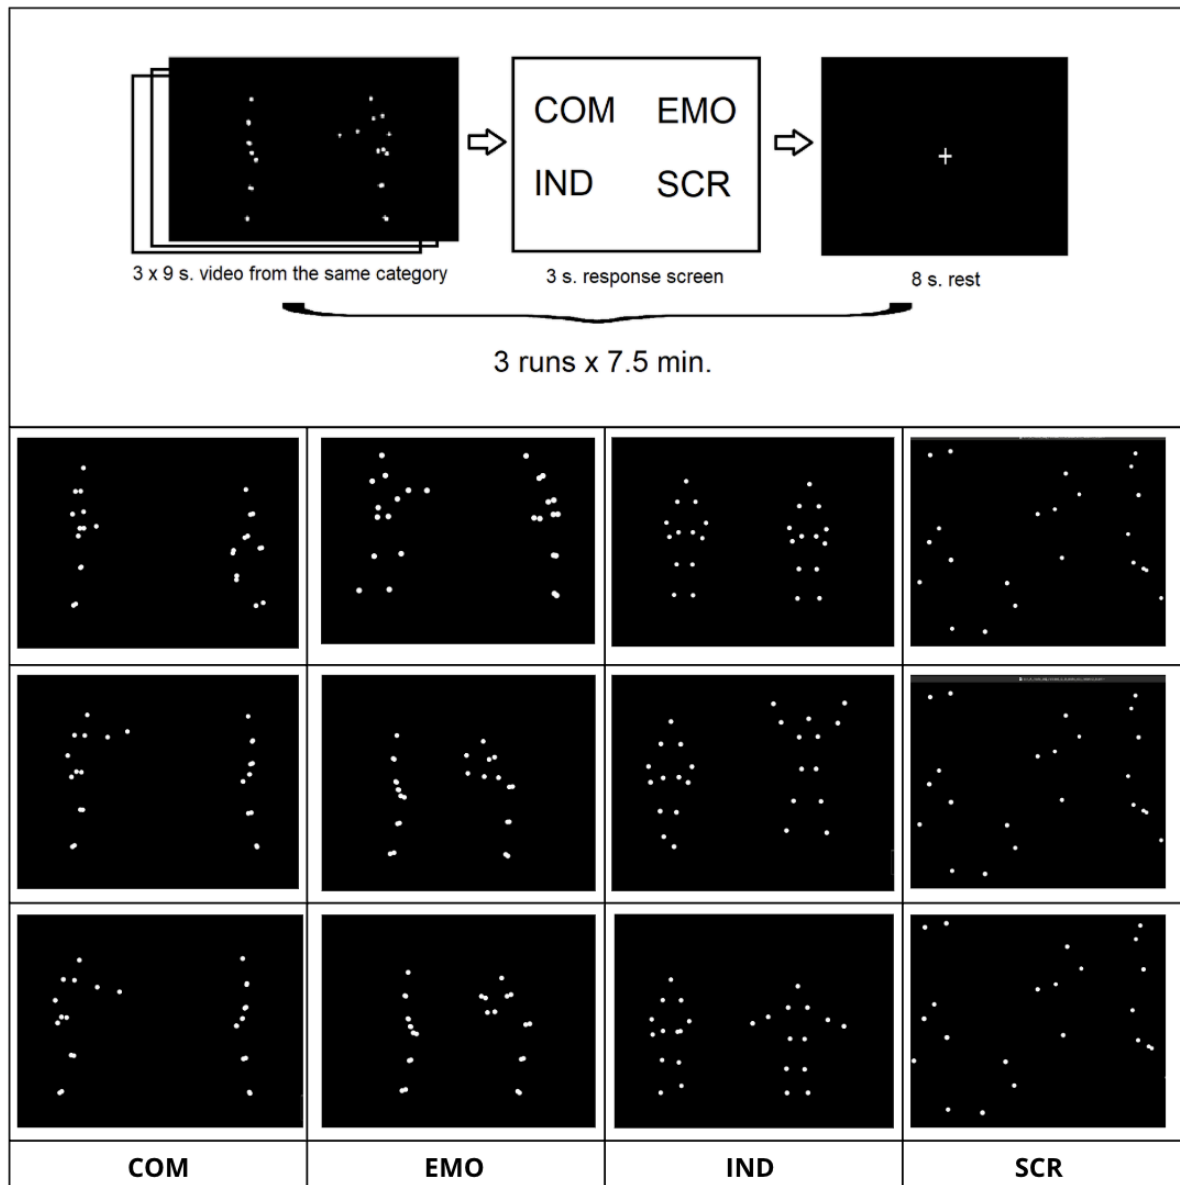 COM EMO
IND SCR
3 x 9 s. video from the same category
3 s. response screen
8 s. rest
3 runs x 7.5 min.
COM EMO IND SCR